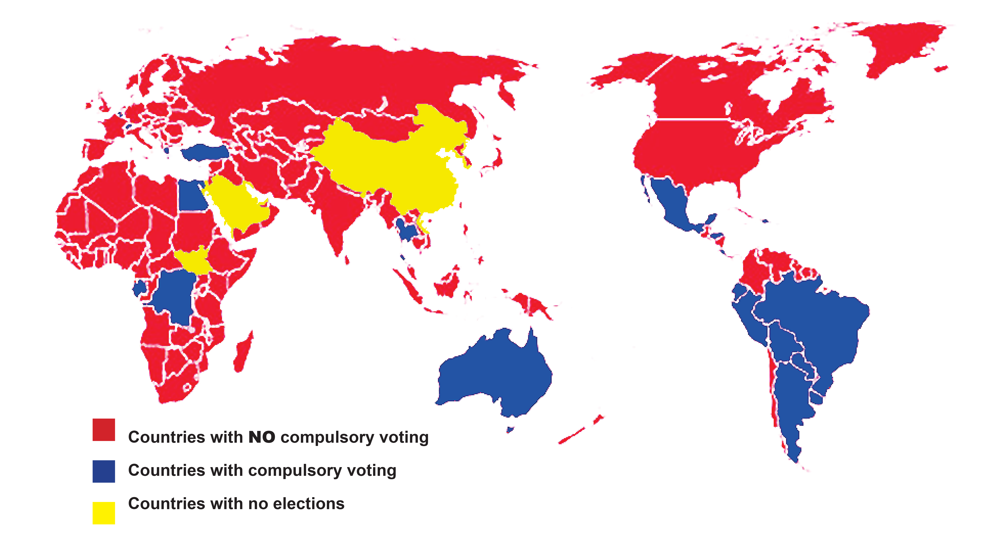 Countries with NO compulsory voting
Countries with compulsory voting
Countries with no elections